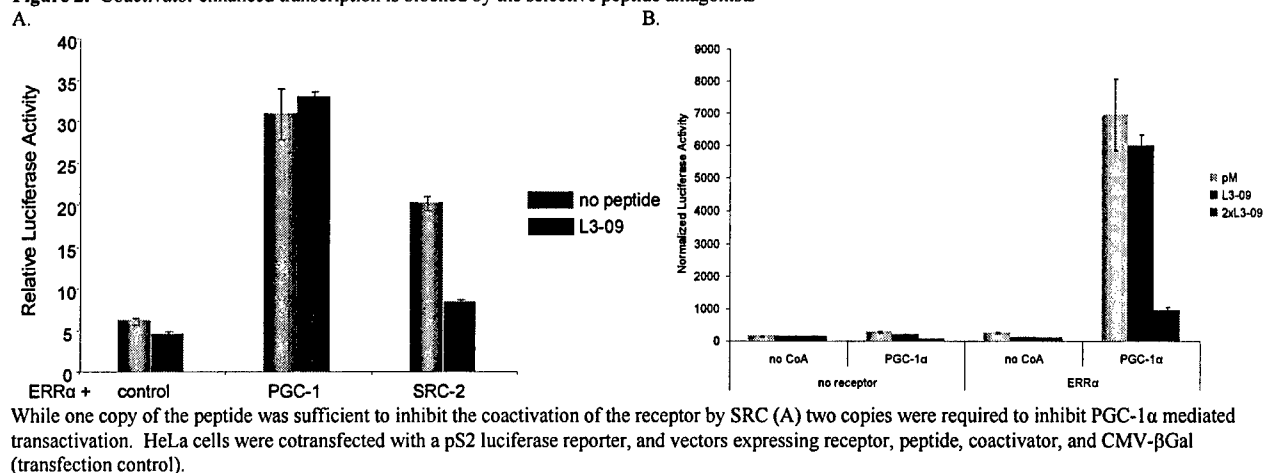 Figure 2. Coactivator enhanced transcription is blocked by the selective peptide antagonist
A.
B.
40
35
30
25
20
15
10
5
0
Relative Luciferase Activity
ERRα + control PGC-1 SRC-2
no peptide
L3-09
9000
8000
7000
6000
5000
4000
3000
2000
1000
0
Normalized Luciferase Activity
no CoA PGC-1α no CoA PGC-1α
no receptor ERRα
pM
L3-09
2xL3-09
While one copy of the peptide was sufficient to inhibit the coactivation of the receptor by SRC (A) two copies were required to inhibit PGC-1α mediated
transactivation. HeLa cells were cotransfected with a pS2 luciferase reporter, and vectors expressing receptor, peptide, coactivator, and CMV-βGal
(transfection control).